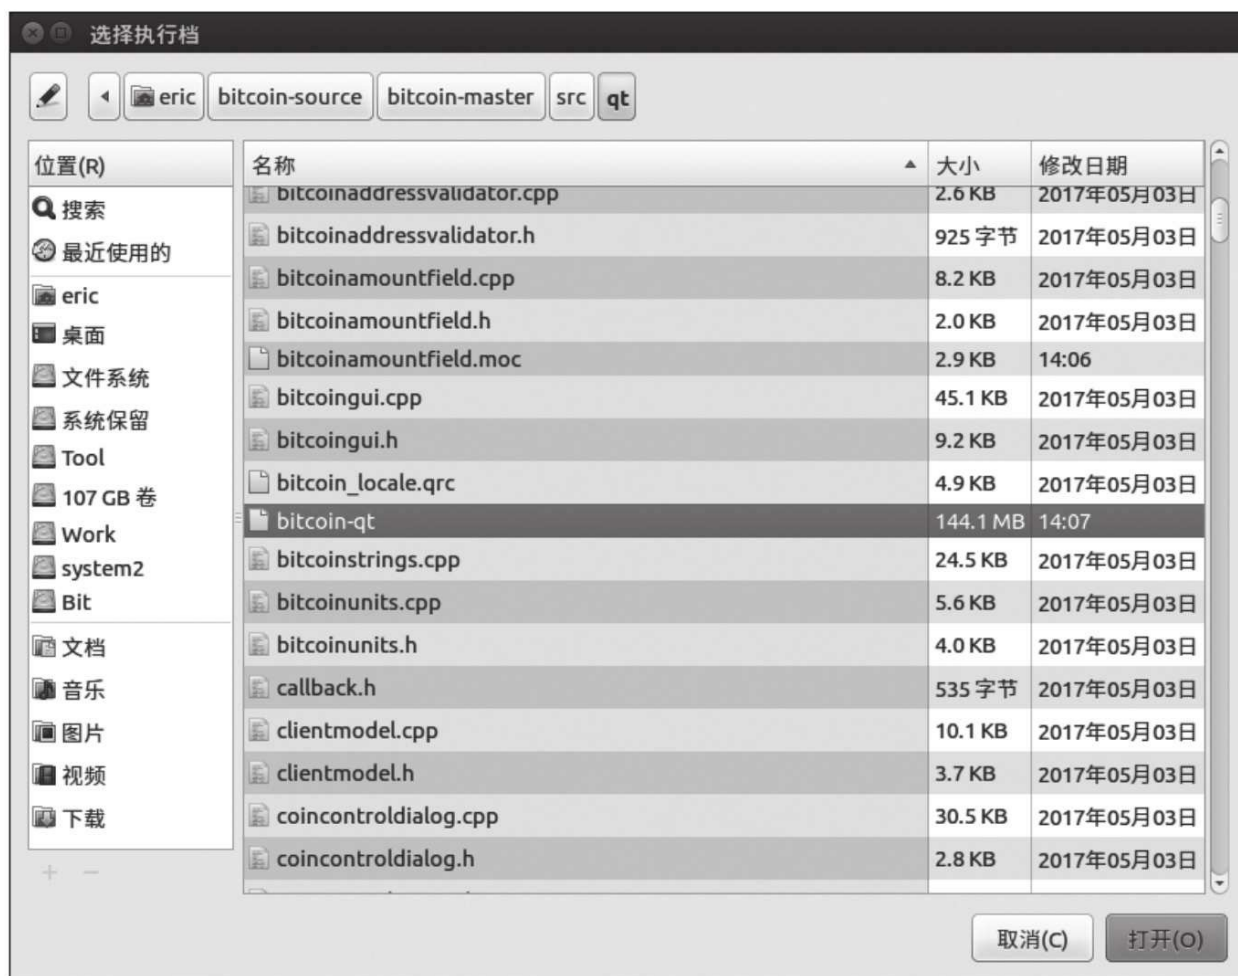 选择执行档
eric bitcoin-source bitcoin-master src qt
位置(R)
搜索
最近使用的
eric
桌面
文件系统
系统保留
Tool
107 GB 卷
Work
system2
Bit
文档
音乐
图片
视频
下载
名称 大小 修改日期
bitcoinaddressvalidator.cpp 2.6 KB 2017年05月03日
bitcoinaddressvalidator.h 925 字节 2017年05月03日
bitcoinamountfield.cpp 8.2 KB 2017年05月03日
bitcoinamountfield.h 2.0 KB 2017年05月03日
bitcoinamountfield.moc 2.9 KB 14:06
bitcoingui.cpp 45.1 KB 2017年05月03日
bitcoingui.h 9.2 KB 2017年05月03日
bitcoin_locale.qrc 4.9 KB 2017年05月03日
bitcoin-qt 144.1 MB 14:07
bitcoinstrings.cpp 24.5 KB 2017年05月03日
bitcoinunits.cpp 5.6 KB 2017年05月03日
bitcoinunits.h 4.0 KB 2017年05月03日
callback.h 535 字节 2017年05月03日
clientmodel.cpp 10.1 KB 2017年05月03日
clientmodel.h 3.7 KB 2017年05月03日
coincontroldialog.cpp 30.5 KB 2017年05月03日
coincontroldialog.h 2.8 KB 2017年05月03日
取消(C) 打开(O)